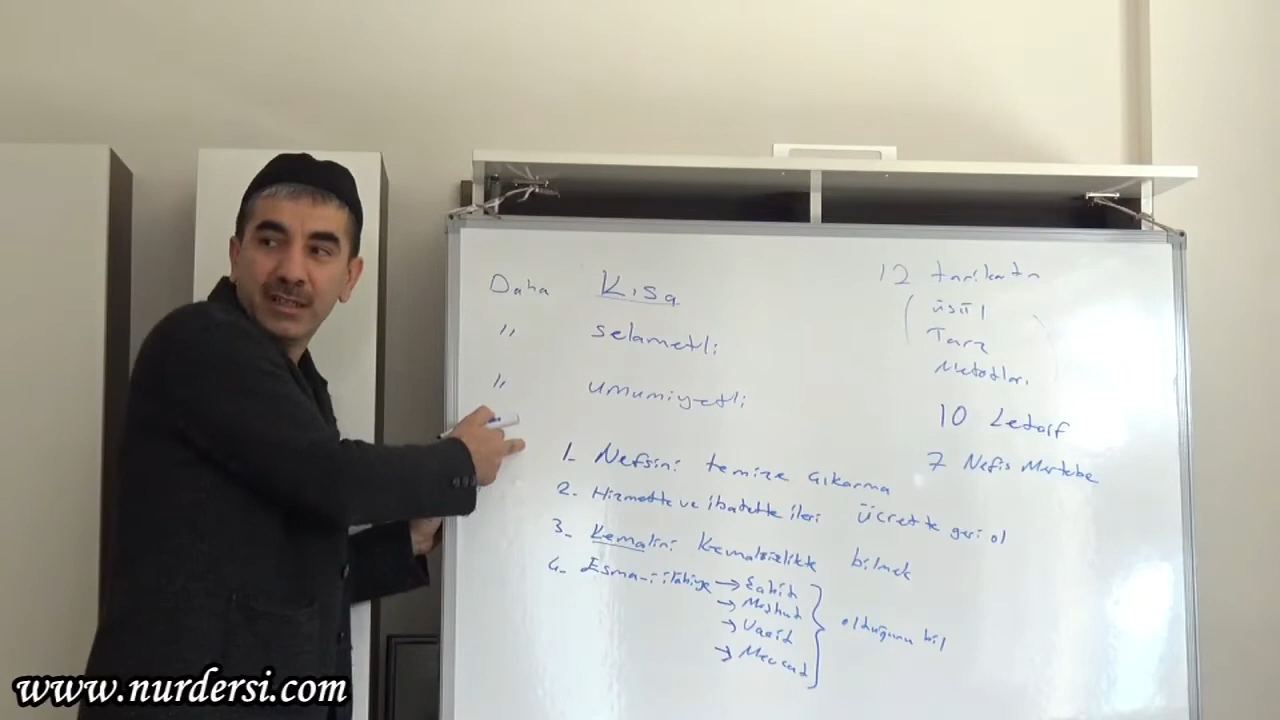 Daha Kısa
" selametli
" umumiyetli
1- Nefsini temize çıkarma
2- Hizmette ve ibadette ileri ücrette geri ol
3- Kemalini Kemalsizlikte bilmek
4- Esma-i ilahiye → Şahid
→ Meşhud
→ Vacid
→ Mevcud
olduğunu bil
12 tarikatın
üsül
Tarz
Metotları
10 Letaif
7 Nefis Mertebe
www.nurdersi.com